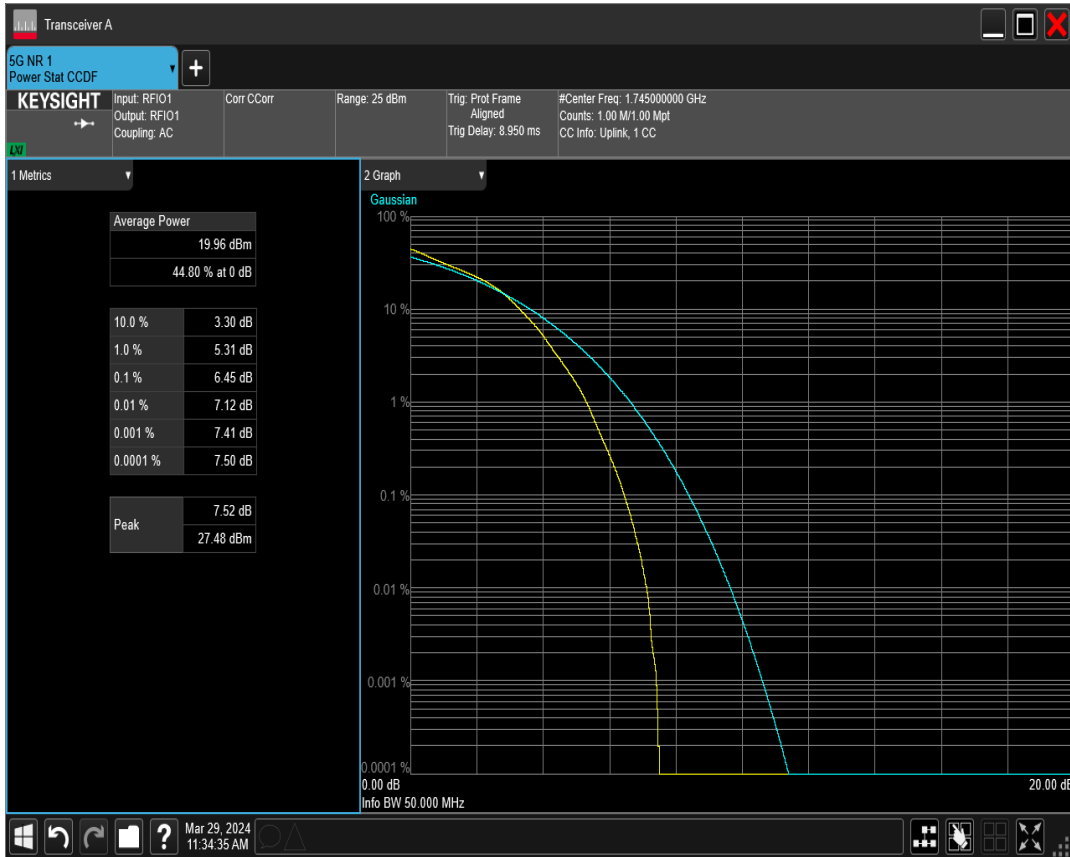 Transceiver A
5G NR 1
Power Stat CCDF
+
KEYSIGHT
LXI
Input: RFIO1
Output: RFIO1
Coupling: AC
Corr CCorr
Range: 25 dBm
Trig: Prot Frame
Aligned
Trig Delay: 8.950 ms
#Center Freq: 1.745000000 GHz
Counts: 1.00 M/1.00 Mpt
CC Info: Uplink, 1 CC
1 Metrics
Average Power
19.96 dBm
44.80 % at 0 dB
10.0 % 3.30 dB
1.0 % 5.31 dB
0.1 % 6.45 dB
0.01 % 7.12 dB
0.001 % 7.41 dB
0.0001 % 7.50 dB
Peak
7.52 dB
27.48 dBm
2 Graph
Gaussian
100 %
10 %
1 %
0.1 %
0.01 %
0.001 %
0.0001 %
0.00 dB
20.00 dB
Info BW 50.000 MHz
?
Mar 29, 2024
11:34:35 AM